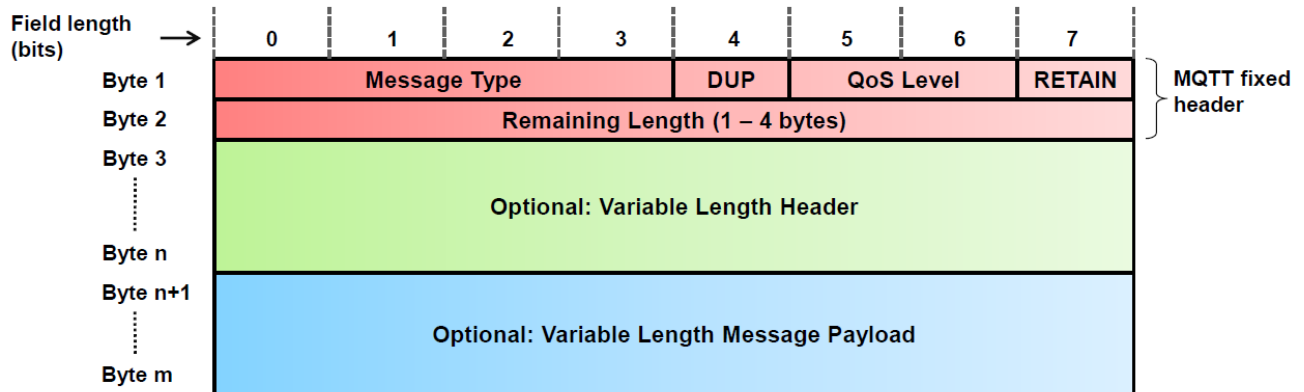 Field length
(bits)
0 1 2 3 4 5 6 7
Byte 1 Message Type DUP QoS Level RETAIN
MQTT fixed
header
Byte 2 Remaining Length (1 – 4 bytes)
Byte 3
Optional: Variable Length Header
Byte n
Byte n+1
Optional: Variable Length Message Payload
Byte m